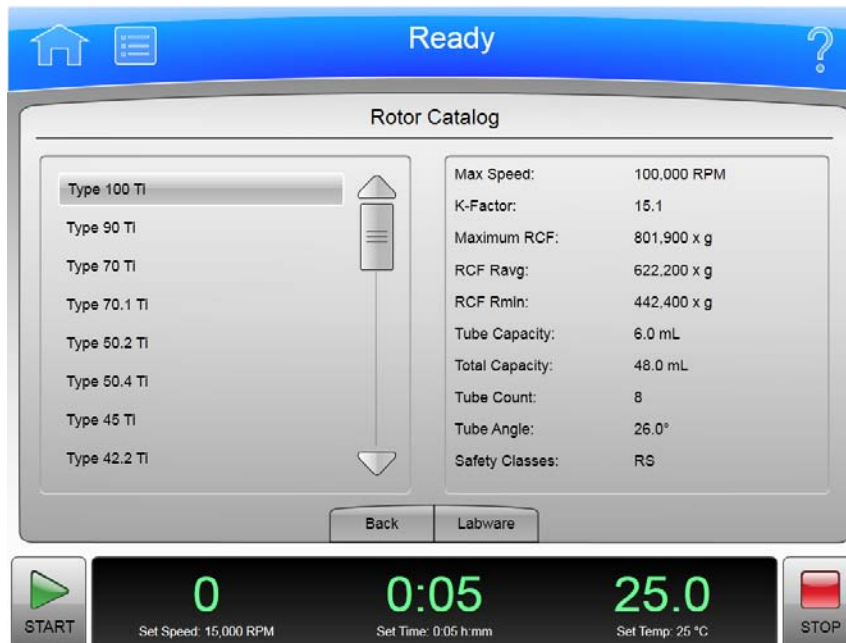 Ready
?
Rotor Catalog
Type 100 Ti
Type 90 Ti
Type 70 Ti
Type 70.1 Ti
Type 50.2 Ti
Type 50.4 Ti
Type 45 Ti
Type 42.2 Ti
Max Speed: 100,000 RPM
K-Factor: 15.1
Maximum RCF: 801,900 x g
RCF Ravg: 622,200 x g
RCF Rmin: 442,400 x g
Tube Capacity: 6.0 mL
Total Capacity: 48.0 mL
Tube Count: 8
Tube Angle: 26.0°
Safety Classes: RS
Back Labware
START
0
Set Speed: 15,000 RPM
0:05
Set Time: 0:05 h:mm
25.0
Set Temp: 25 °C
STOP